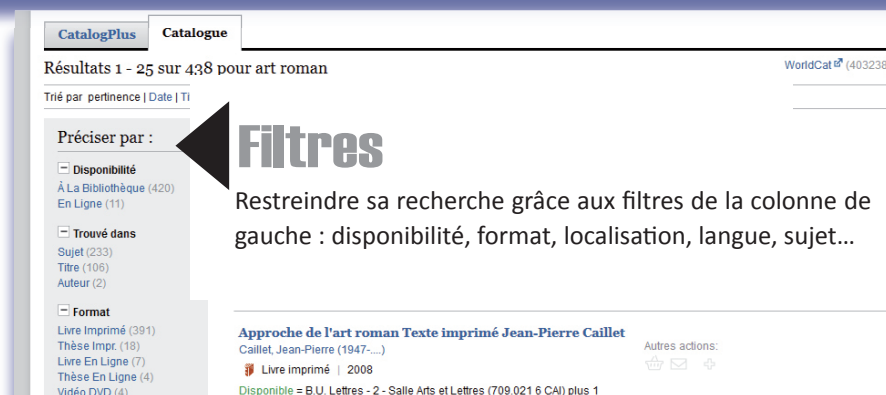 CatalogPlus Catalogue
Résultats 1 - 25 sur 438 pour art roman
WorldCat (403238
Trié par pertinence | Date | Ti
Préciser par :
Filtres
Restreindre sa recherche grâce aux filtres de la colonne de
gauche : disponibilité, format, localisation, langue, sujet…
Disponibilité
À La Bibliothèque (420)
En Ligne (11)
Trouvé dans
Sujet (233)
Titre (106)
Auteur (2)
Format
Livre Imprimé (391)
Thèse Impr. (18)
Livre En Ligne (7)
Thèse En Ligne (4)
Vidéo DVD (4)
Approche de l'art roman Texte imprimé Jean-Pierre Caillet
Caillet, Jean-Pierre (1947-....)
Livre imprimé | 2008
Disponible = B.U. Lettres - 2 - Salle Arts et Lettres (709.021 6 CAI) plus 1
Autres actions: